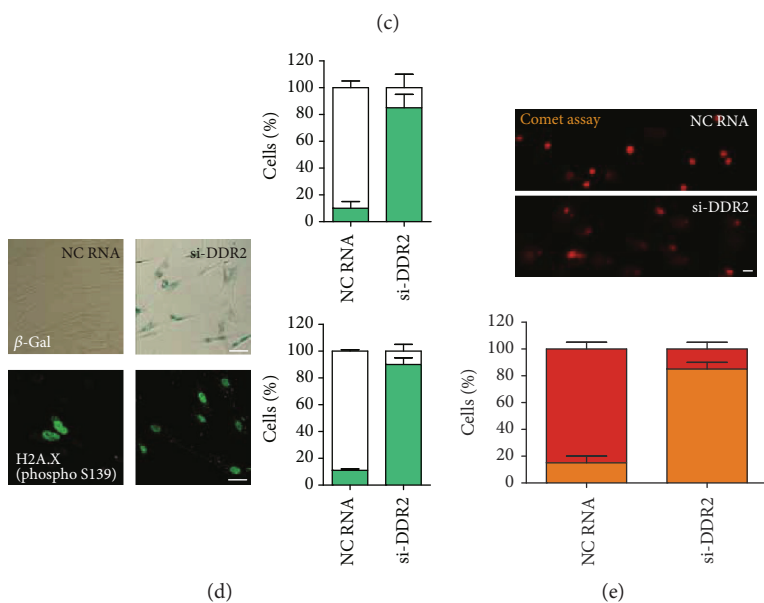 (c)
120
100
80
60
40
20
0
Cells (%)
NC RNA
si-DDR2
Comet assay
NC RNA
si-DDR2
NC RNA
si-DDR2
β-Gal
H2A.X
(phospho S139)
120
100
80
60
40
20
0
Cells (%)
NC RNA
si-DDR2
120
100
80
60
40
20
0
Cells (%)
NC RNA
si-DDR2
(d)
(e)